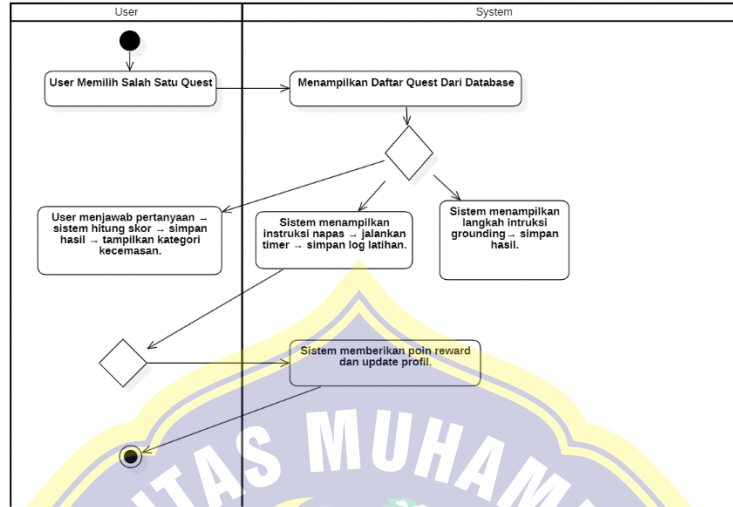 User
System
User Memilih Salah Satu Quest
Menampilkan Daftar Quest Dari Database
User menjawab pertanyaan →
sistem hitung skor → simpan
hasil → tampilkan kategori
kecemasan.
Sistem menampilkan
instruksi napas → jalankan
timer → simpan log latihan.
Sistem menampilkan
langkah intruksi
grounding→ simpan
hasil.
Sistem memberikan poin reward
dan update profil.
ITAS MUHAM